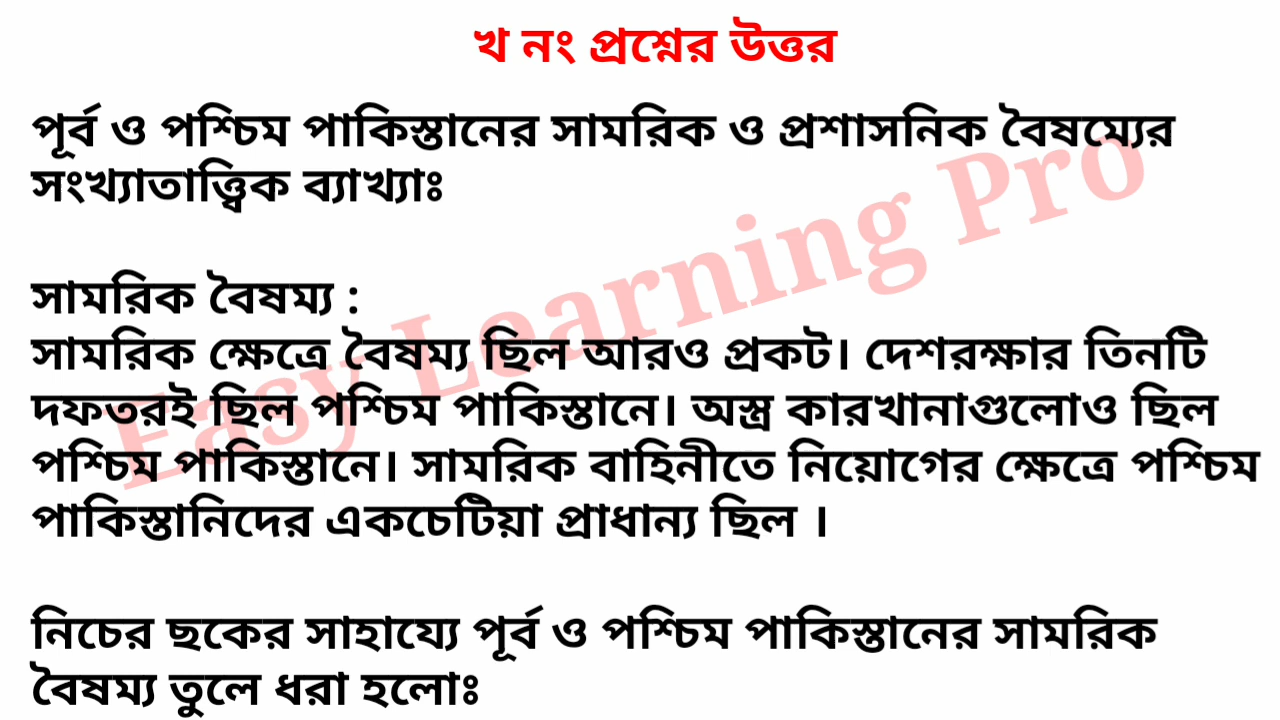 খ নং প্রশ্নের উত্তর
পূর্ব ও পশ্চিম পাকিস্তানের সামরিক ও প্রশাসনিক বৈষম্যের
সংখ্যাতাত্ত্বিক ব্যাখ্যাঃ
সামরিক বৈষম্য :
সামরিক ক্ষেত্রে বৈষম্য ছিল আরও প্রকট। দেশরক্ষার তিনটি
দফতরই ছিল পশ্চিম পাকিস্তানে। অস্ত্র কারখানাগুলোও ছিল
পশ্চিম পাকিস্তানে। সামরিক বাহিনীতে নিয়োগের ক্ষেত্রে পশ্চিম
পাকিস্তানিদের একচেটিয়া প্রাধান্য ছিল ।
নিচের ছকের সাহায্যে পূর্ব ও পশ্চিম পাকিস্তানের সামরিক
বৈষম্য তুলে ধরা হলোঃ
Easy Learning Pro